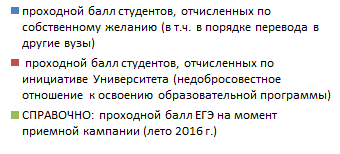 проходной балл студентов, отчисленных по
собственному желанию (в т.ч. в порядке перевода в
другие вузы)
проходной балл студентов, отчисленных по
инициативе Университета (недобросовестное
отношение к освоению образовательной программы)
СПРАВОЧНО: проходной балл ЕГЭ на момент
приемной кампании (лето 2016 г.)